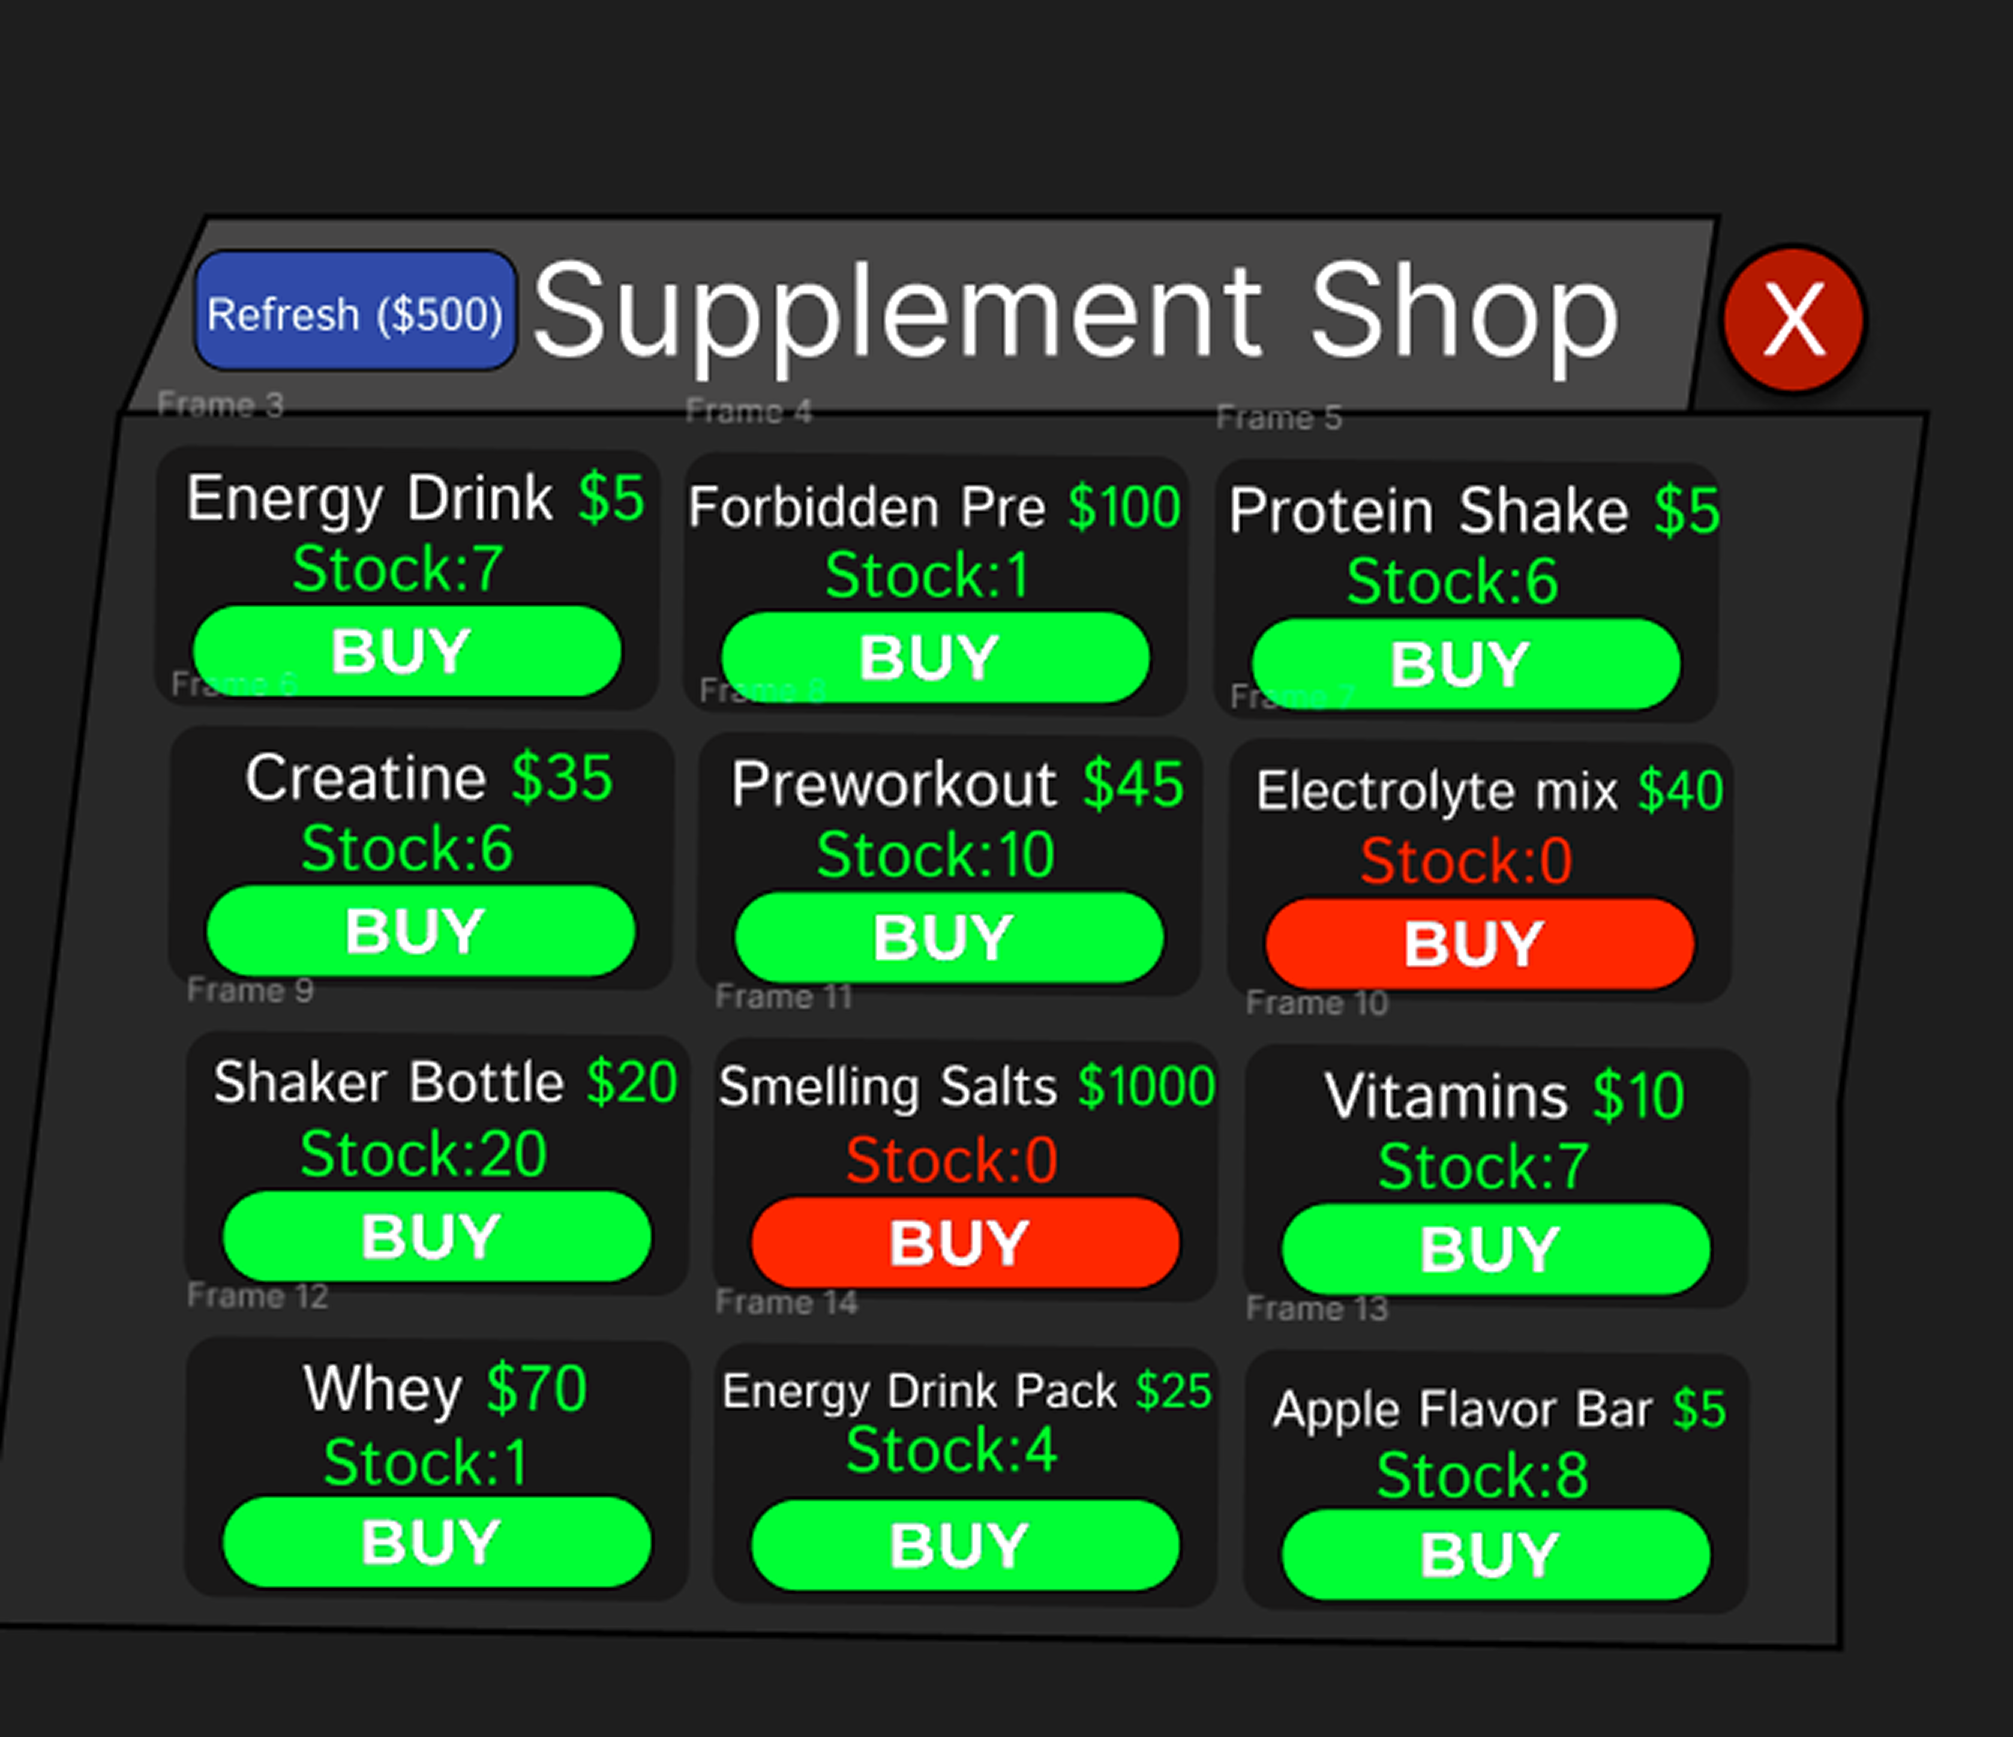 Refresh ($500) Supplement Shop X
Frame 3 Frame 4 Frame 5
Energy Drink $5 Forbidden Pre $100 Protein Shake $5
Stock:7 Stock:1 Stock:6
BUY BUY BUY
Frame 6 Frame 8 Frame 7
Creatine $35 Preworkout $45 Electrolyte mix $40
Stock:6 Stock:10 Stock:0
BUY BUY BUY
Frame 9 Frame 11 Frame 10
Shaker Bottle $20 Smelling Salts $1000 Vitamins $10
Stock:20 Stock:0 Stock:7
BUY BUY BUY
Frame 12 Frame 14 Frame 13
Whey $70 Energy Drink Pack $25 Apple Flavor Bar $5
Stock:1 Stock:4 Stock:8
BUY BUY BUY